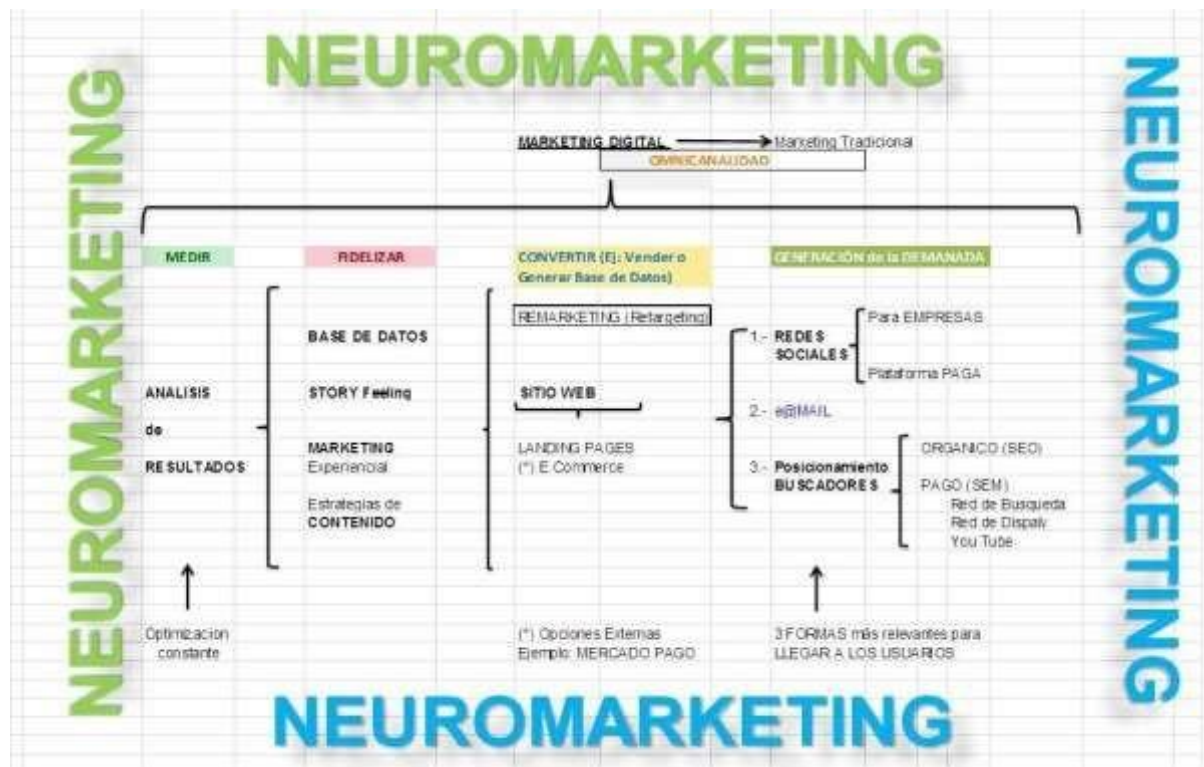 NEUROMARKETING
NEUROMARKETING
NEUROMARKETING
MARKETING DIGITAL Marketing Tradicional
OMNICANALIDAD
MEDIR
ANALISIS
de
RESULTADOS
Optimizacion
constante
FIDELIZAR
BASE DE DATOS
STORY Feeling
MARKETING
Experiencial
Estrategias de
CONTENIDO
CONVERTIR (Ej: Vender o
Generar Base de Datos)
REMARKETING (Retargeting)
SITIO WEB
LANDING PAGES
(*) E Commerce
(*) Opciones Externas
Ejemplo: MERCADO PAGO
GENERACIÓN de la DEMANADA
1.- REDES
SOCIALES
Para EMPRESAS
Plataforma PAGA
2.- e@MAIL
3.- Posicionamiento
BUSCADORES
ORGANICO (SEO)
PAGO (SEM)
Red de Busqueda
Red de Dispaly
You Tube
3 FORMAS más relevantes para
LLEGAR A LOS USUARIOS
NEUROMARKETING